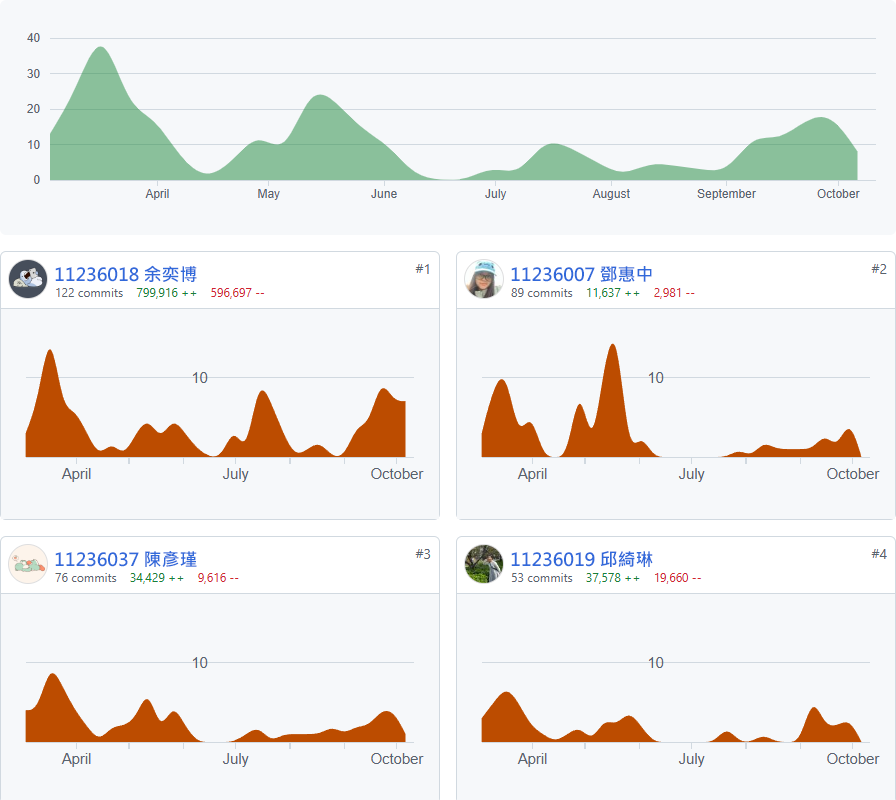 40
30
20
10
0
April May June July August September October
11236018 余奕博 #1
122 commits 799,916 ++ 596,697 --
10
April July October
11236007 鄧惠中 #2
89 commits 11,637 ++ 2,981 --
10
April July October
11236037 陳彥瑾 #3
76 commits 34,429 ++ 9,616 --
10
April July October
11236019 邱綺琳 #4
53 commits 37,578 ++ 19,660 --
10
April July October